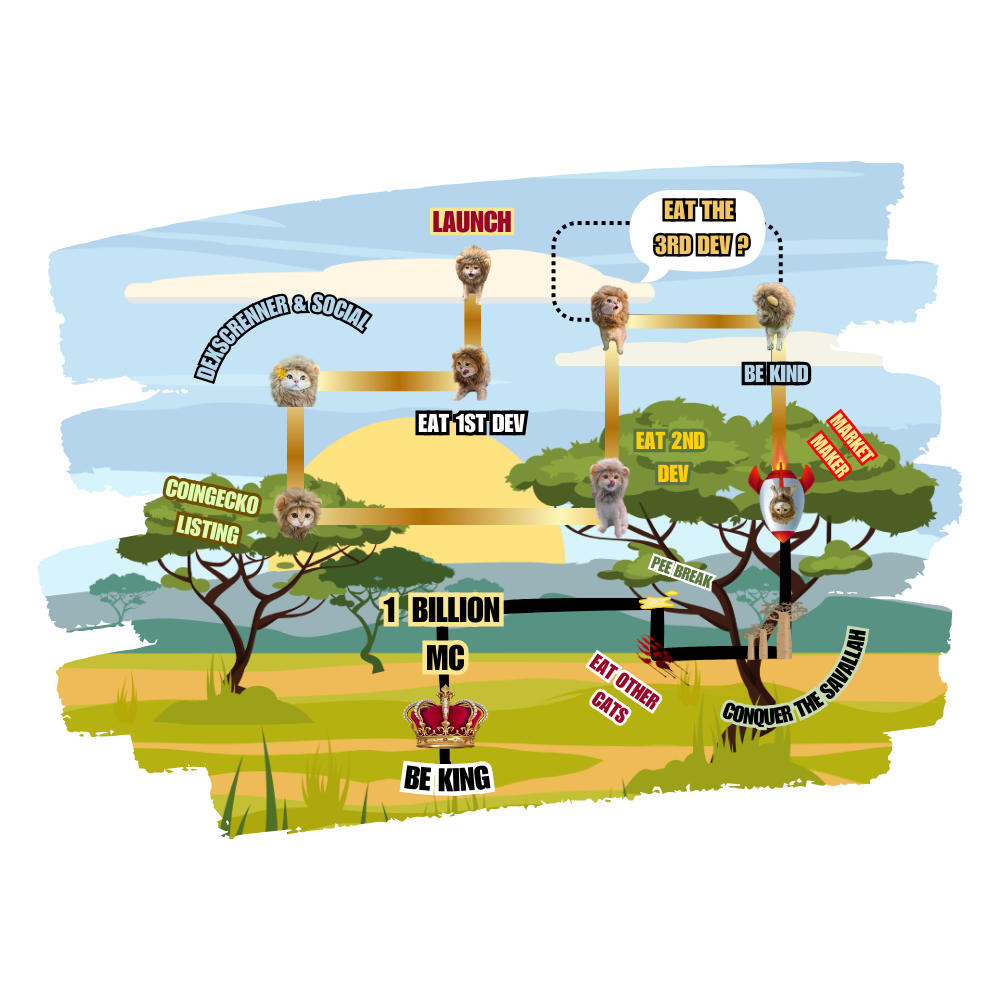 LAUNCH
EAT THE
3RD DEV ?
DEXSCRENNER & SOCIAL
BE KIND
EAT 1ST DEV
MARKET
MAKER
EAT 2ND
DEV
COINGECKO
LISTING
PEE BREAK
1 BILLION
MC
EAT OTHER
CATS
CONQUER THE SAVALLAH
BE KING